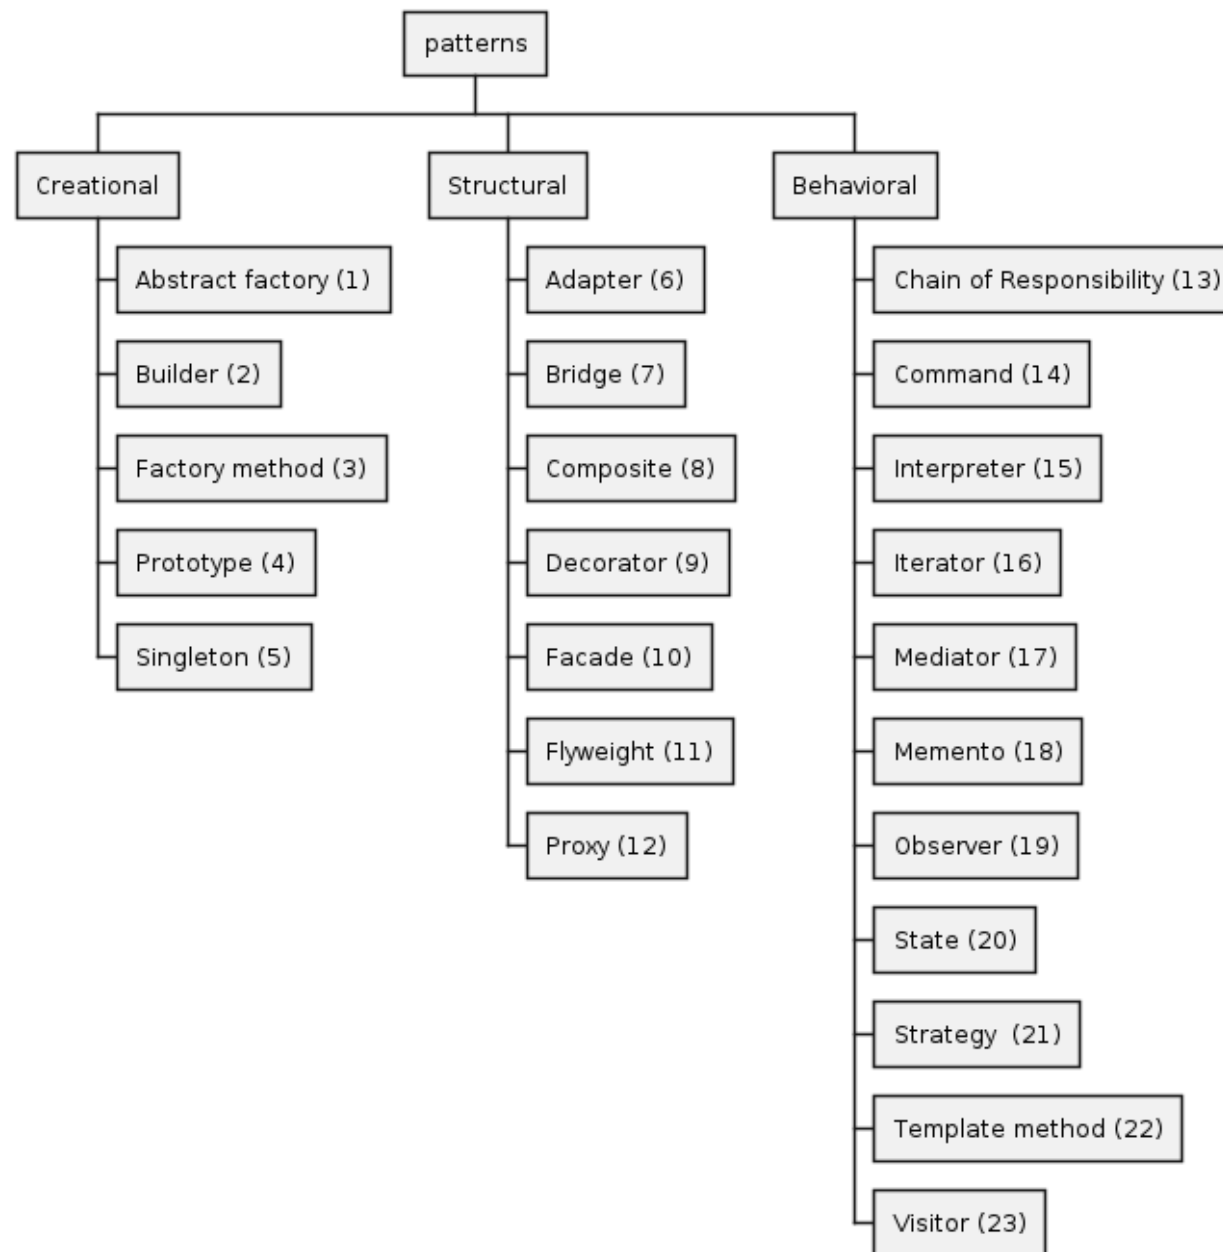 patterns
Creational
Abstract factory (1)
Builder (2)
Factory method (3)
Prototype (4)
Singleton (5)
Structural
Adapter (6)
Bridge (7)
Composite (8)
Decorator (9)
Facade (10)
Flyweight (11)
Proxy (12)
Behavioral
Chain of Responsibility (13)
Command (14)
Interpreter (15)
Iterator (16)
Mediator (17)
Memento (18)
Observer (19)
State (20)
Strategy  (21)
Template method (22)
Visitor (23)